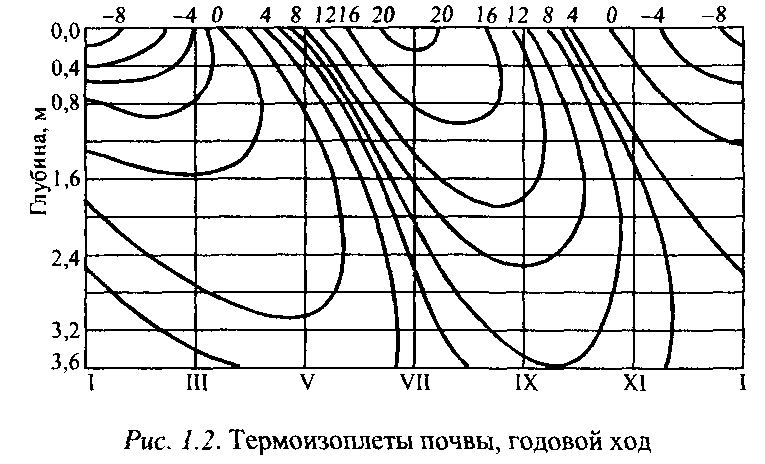 −8 −4 0 4 8 12 16 20 20 16 12 8 4 0 −4 −8
0,0
0,4
0,8
1,6
2,4
3,2
3,6
Глубина, м
I III V VII IX XI I
Рис. 1.2. Термоизоплеты почвы, годовой ход